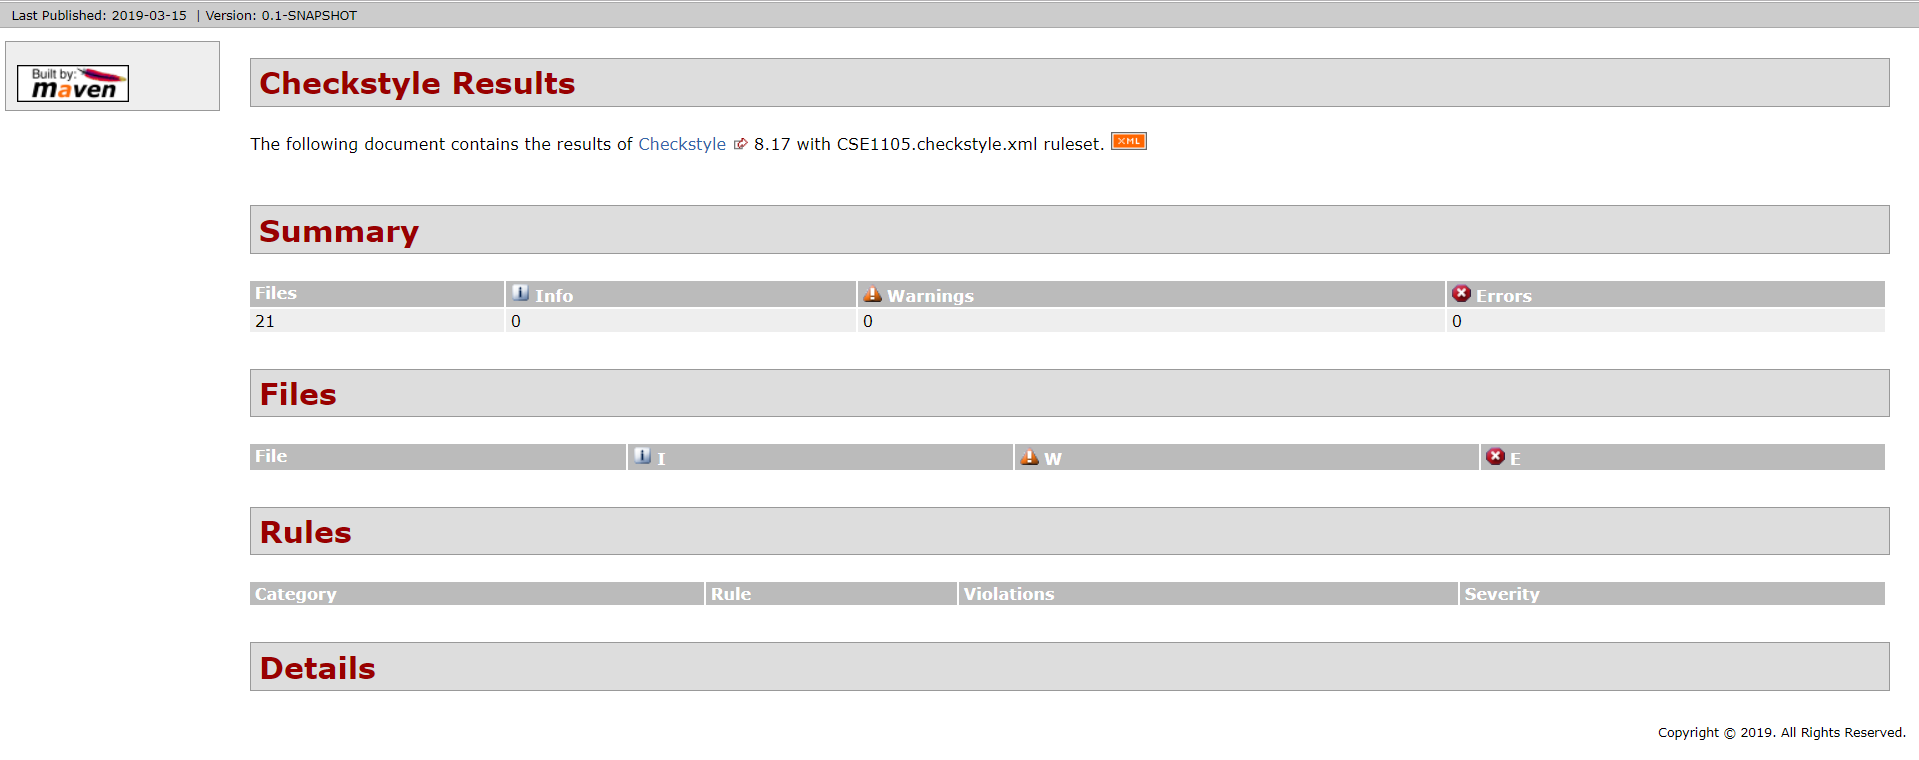 Last Published: 2019-03-15 | Version: 0.1-SNAPSHOT
Built by:
maven
Checkstyle Results
The following document contains the results of Checkstyle 8.17 with CSE1105.checkstyle.xml ruleset. XML
Summary
Files Info Warnings Errors
21 0 0 0
Files
File I W E
Rules
Category Rule Violations Severity
Details
Copyright © 2019. All Rights Reserved.